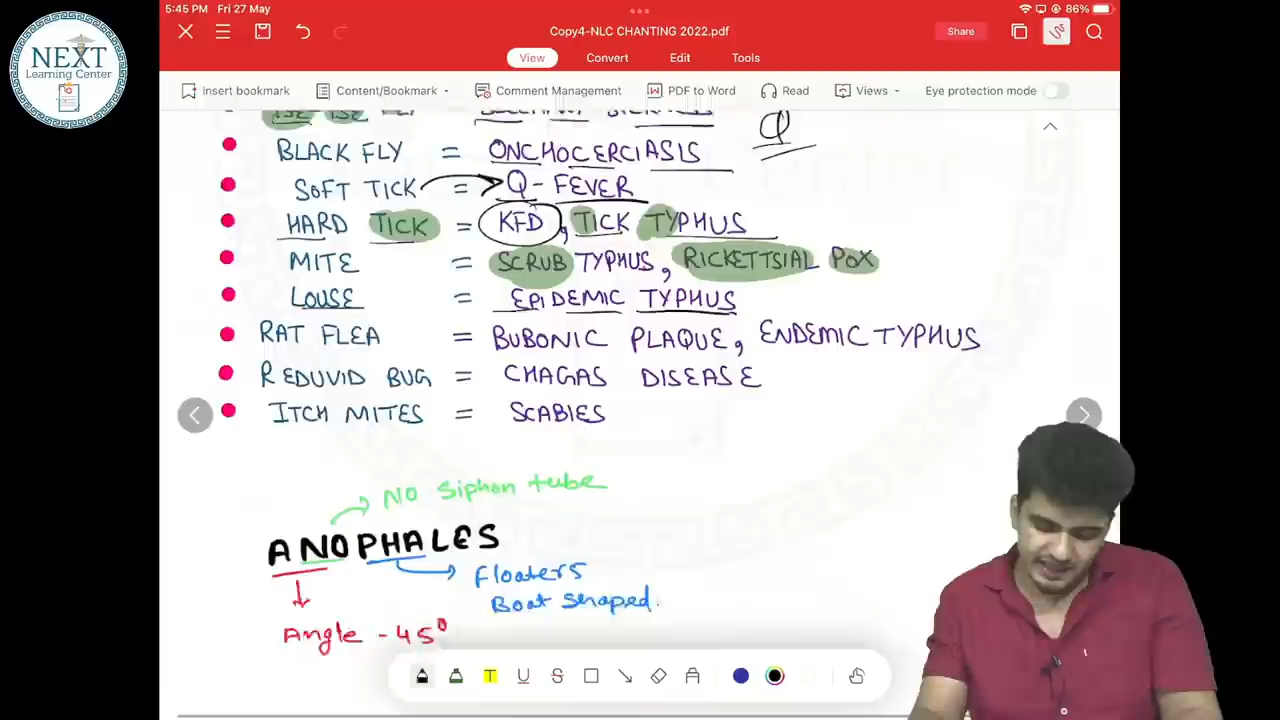 5:45 PM Fri 27 May
86%
NEXT
Learning Center
Copy4-NLC CHANTING 2022.pdf
Share
View Convert Edit Tools
Insert bookmark Content/Bookmark Comment Management PDF to Word Read Views Eye protection mode
Q
BLACK FLY = ONCHOCERCIASIS
SOFT TICK = Q-FEVER
HARD TICK = KFD, TICK TYPHUS
MITE = SCRUB TYPHUS, RICKETTSIAL POX
LOUSE = EPIDEMIC TYPHUS
RAT FLEA = BUBONIC PLAQUE, ENDEMIC TYPHUS
REDUVID BUG = CHAGAS DISEASE
ITCH MITES = SCABIES
NO Siphon tube
ANOPHALES
Floaters
Boat Shaped.
Angle - 45°